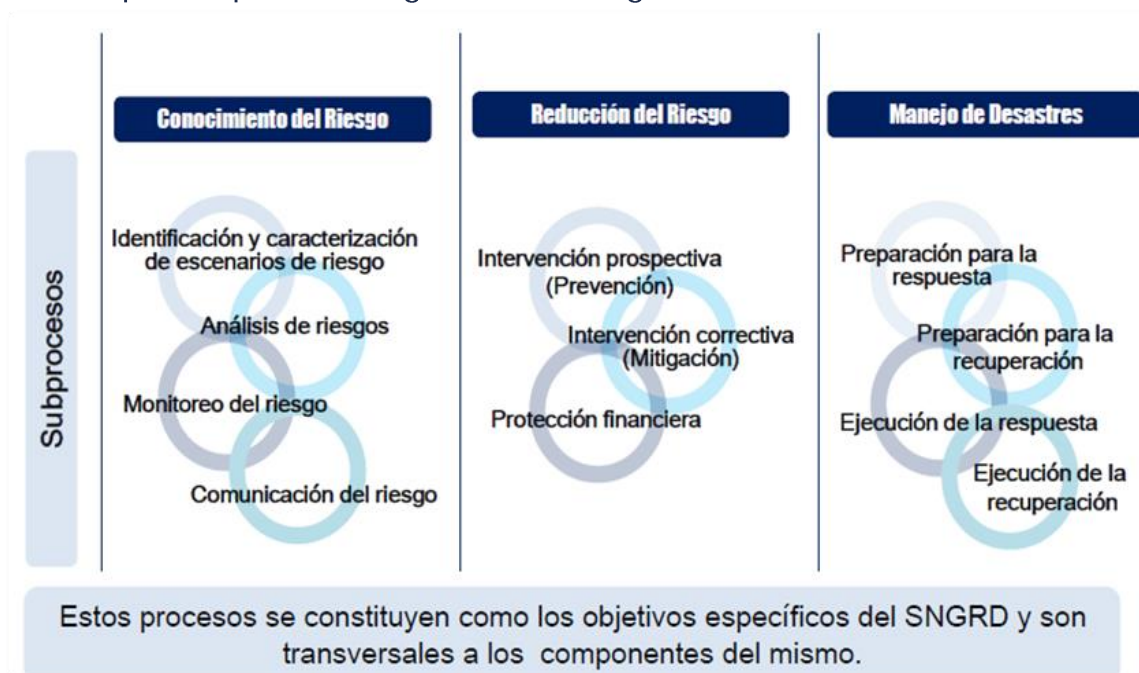 Conocimiento del Riesgo
Reducción del Riesgo
Manejo de Desastres
Subprocesos
Identificación y caracterización
de escenarios de riesgo
Análisis de riesgos
Monitoreo del riesgo
Comunicación del riesgo
Intervención prospectiva
(Prevención)
Intervención correctiva
(Mitigación)
Protección financiera
Preparación para la
respuesta
Preparación para la
recuperación
Ejecución de la respuesta
Ejecución de la
recuperación
Estos procesos se constituyen como los objetivos específicos del SNGRD y son
transversales a los componentes del mismo.